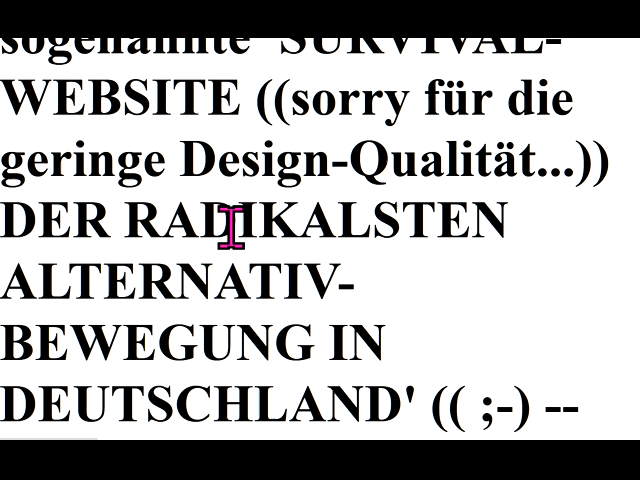 sogenannte 'SURVIVAL-
WEBSITE ((sorry für die
geringe Design-Qualität...))
DER RADIKALSTEN
ALTERNATIV-
BEWEGUNG IN
DEUTSCHLAND' (( ;-) --